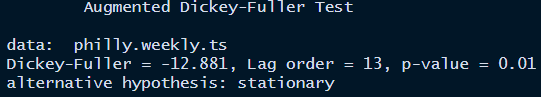 Augmented Dickey-Fuller Test
data: philly.weekly.ts
Dickey-Fuller = -12.881, Lag order = 13, p-value = 0.01
alternative hypothesis: stationary